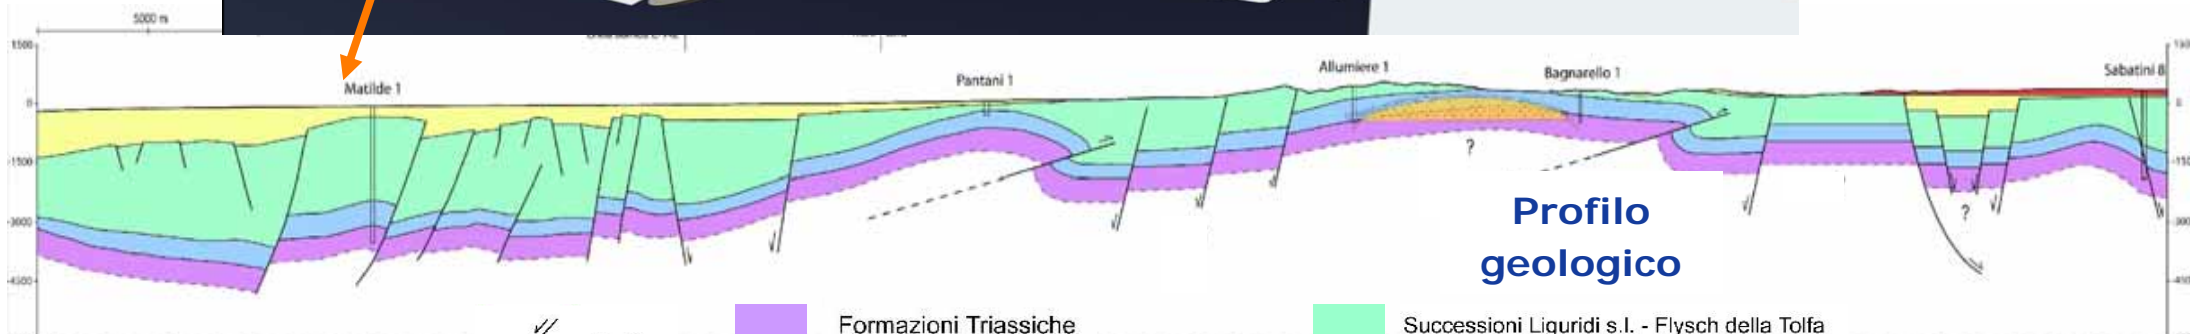 5000 m
1500
Matilde 1
Pantani 1
Allumiere 1
Bagnarello 1
Sabatini 8
0
0
-1500
?
?
-3000
-4500
Profilo
geologico
Formazioni Triassiche
Successioni Liguridi s.l. - Flysch della Tolfa